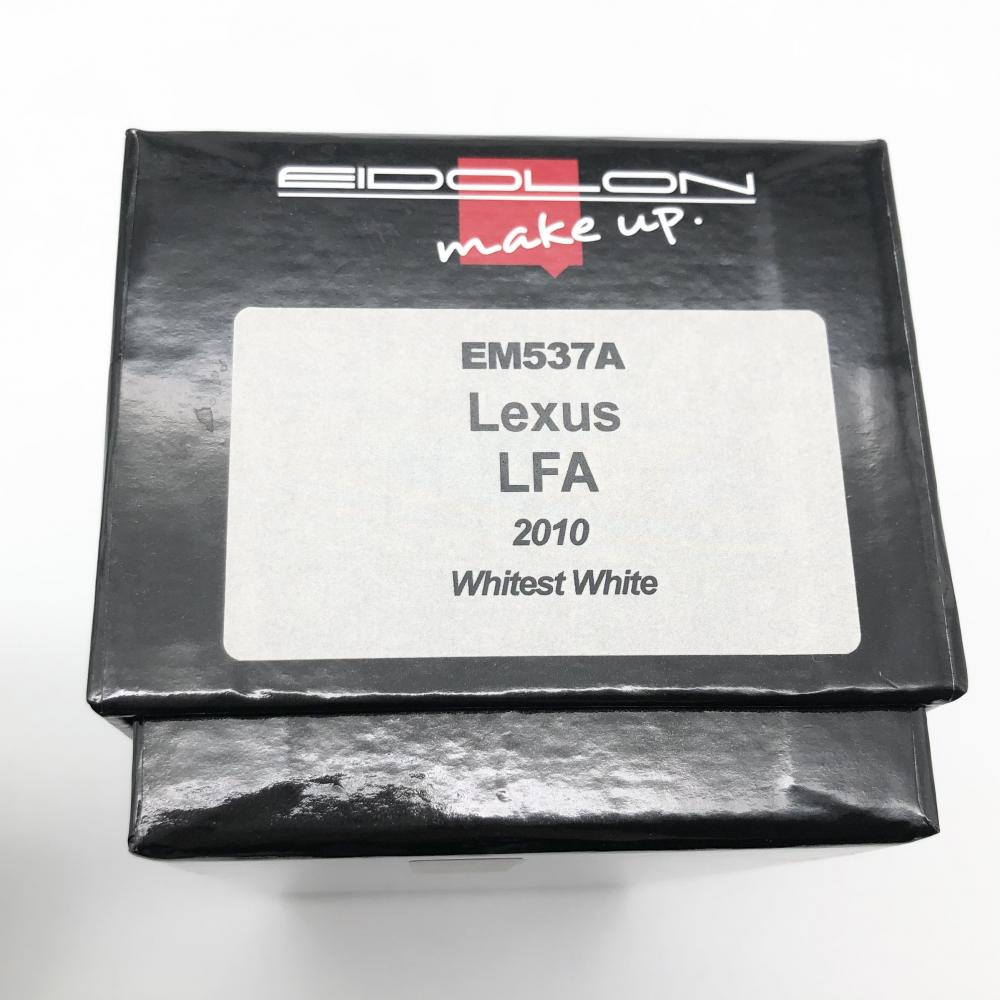 EIDOLON
make up.
EM537A
Lexus
LFA
2010
Whitest White